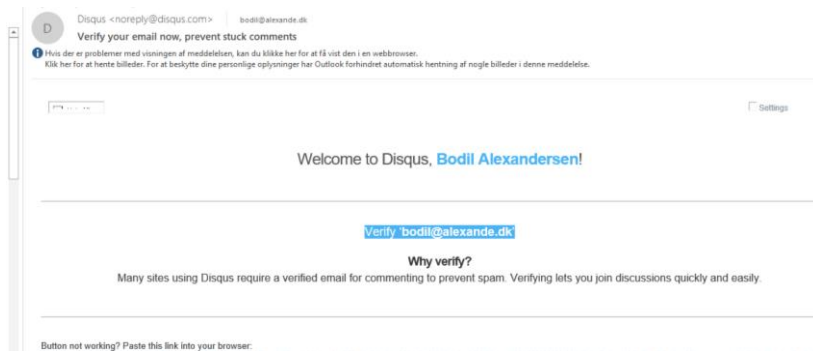 D
Disqus <noreply@disqus.com> bodil@alexande.dk
Verify your email now, prevent stuck comments
Hvis der er problemer med visningen af meddelelsen, kan du klikke her for at få vist den i en webbrowser.
Klik her for at hente billeder. For at beskytte dine personlige oplysninger har Outlook forhindret automatisk hentning af nogle billeder i denne meddelelse.
Settings
Welcome to Disqus, Bodil Alexandersen!
Verify 'bodil@alexande.dk'
Why verify?
Many sites using Disqus require a verified email for commenting to prevent spam. Verifying lets you join discussions quickly and easily.
Button not working? Paste this link into your browser: